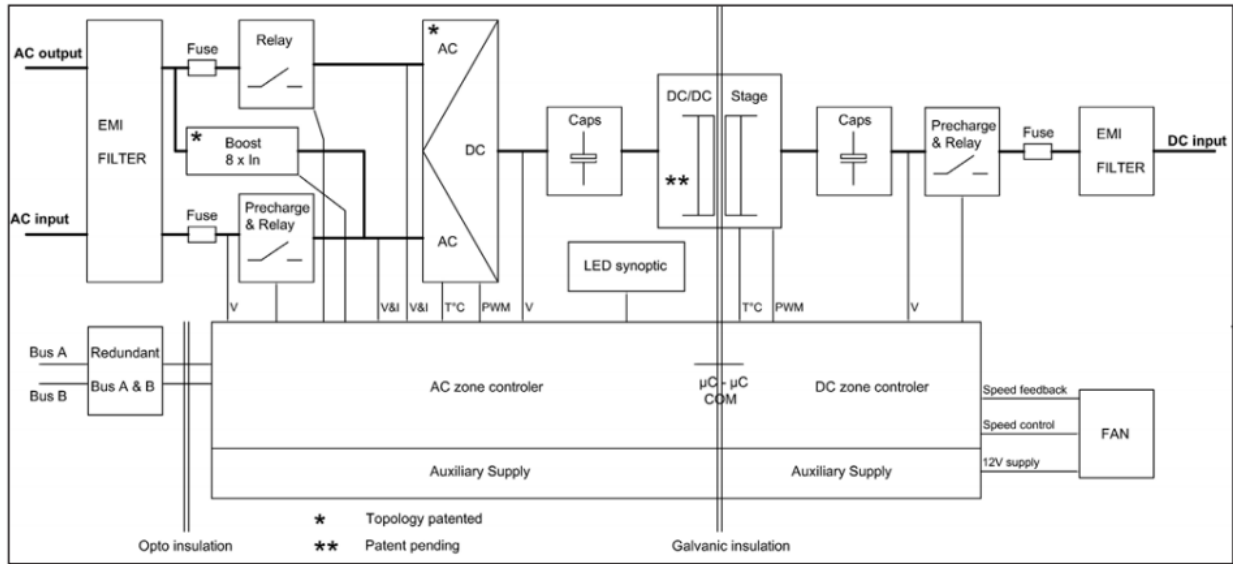 AC output
EMI
FILTER
AC input
Fuse
Relay
*
Boost
8 x In
Fuse
Precharge
& Relay
*
AC
DC
AC
Caps
DC/DC
Stage
**
Caps
Precharge
& Relay
Fuse
EMI
FILTER
DC input
LED synoptic
V
V&I
V&I
T°C
PWM
V
T°C
PWM
V
Bus A
Bus B
Redundant
Bus A & B
AC zone controler
µC - µC
COM
DC zone controler
Speed feedback
Speed control
12V supply
FAN
Auxiliary Supply
Auxiliary Supply
* Topology patented
** Patent pending
Opto insulation
Galvanic insulation